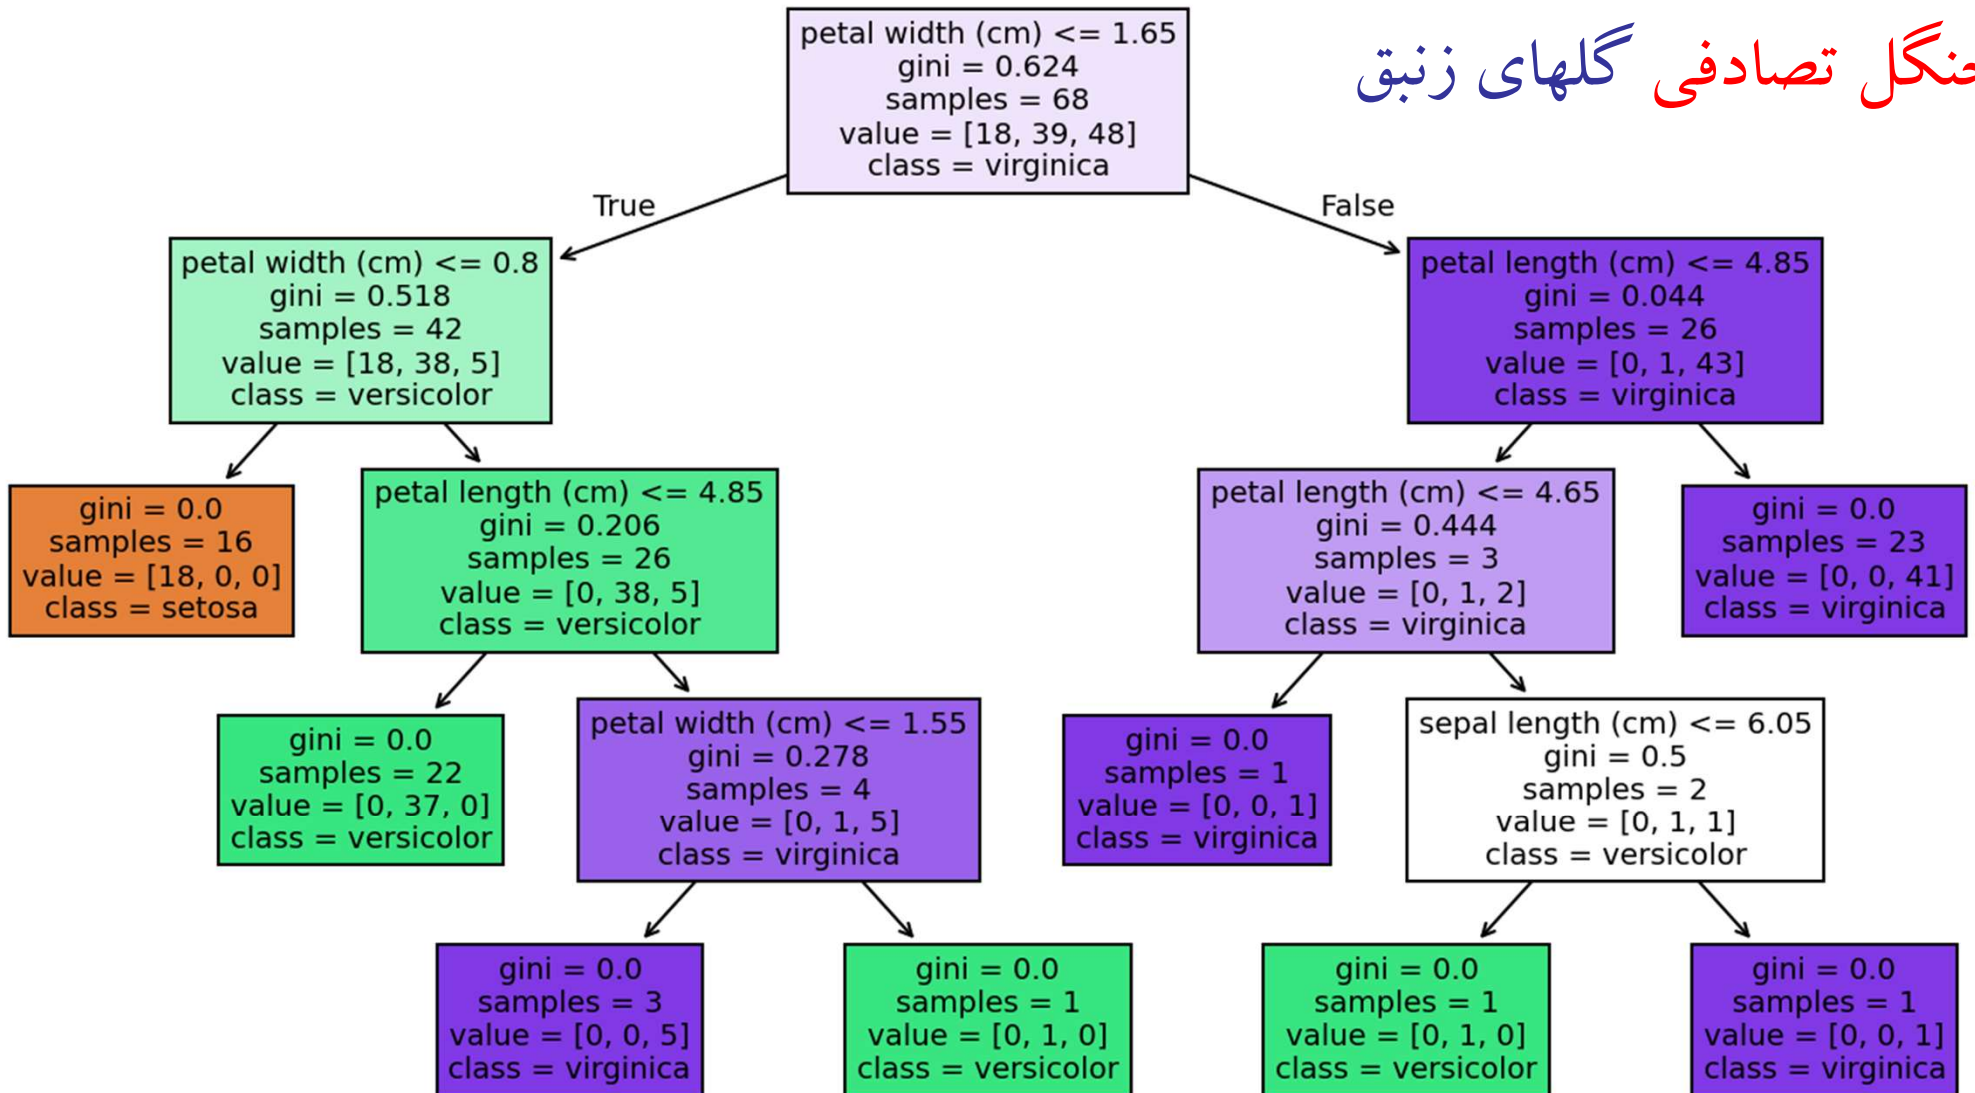 جنگل تصادفی گلهای زنبق
petal width (cm) <= 1.65
gini = 0.624
samples = 68
value = [18, 39, 48]
class = virginica
True
False
petal width (cm) <= 0.8
gini = 0.518
samples = 42
value = [18, 38, 5]
class = versicolor
petal length (cm) <= 4.85
gini = 0.044
samples = 26
value = [0, 1, 43]
class = virginica
gini = 0.0
samples = 16
value = [18, 0, 0]
class = setosa
petal length (cm) <= 4.85
gini = 0.206
samples = 26
value = [0, 38, 5]
class = versicolor
petal length (cm) <= 4.65
gini = 0.444
samples = 3
value = [0, 1, 2]
class = virginica
gini = 0.0
samples = 23
value = [0, 0, 41]
class = virginica
gini = 0.0
samples = 22
value = [0, 37, 0]
class = versicolor
petal width (cm) <= 1.55
gini = 0.278
samples = 4
value = [0, 1, 5]
class = virginica
gini = 0.0
samples = 1
value = [0, 0, 1]
class = virginica
sepal length (cm) <= 6.05
gini = 0.5
samples = 2
value = [0, 1, 1]
class = versicolor
gini = 0.0
samples = 3
value = [0, 0, 5]
class = virginica
gini = 0.0
samples = 1
value = [0, 1, 0]
class = versicolor
gini = 0.0
samples = 1
value = [0, 1, 0]
class = versicolor
gini = 0.0
samples = 1
value = [0, 0, 1]
class = virginica